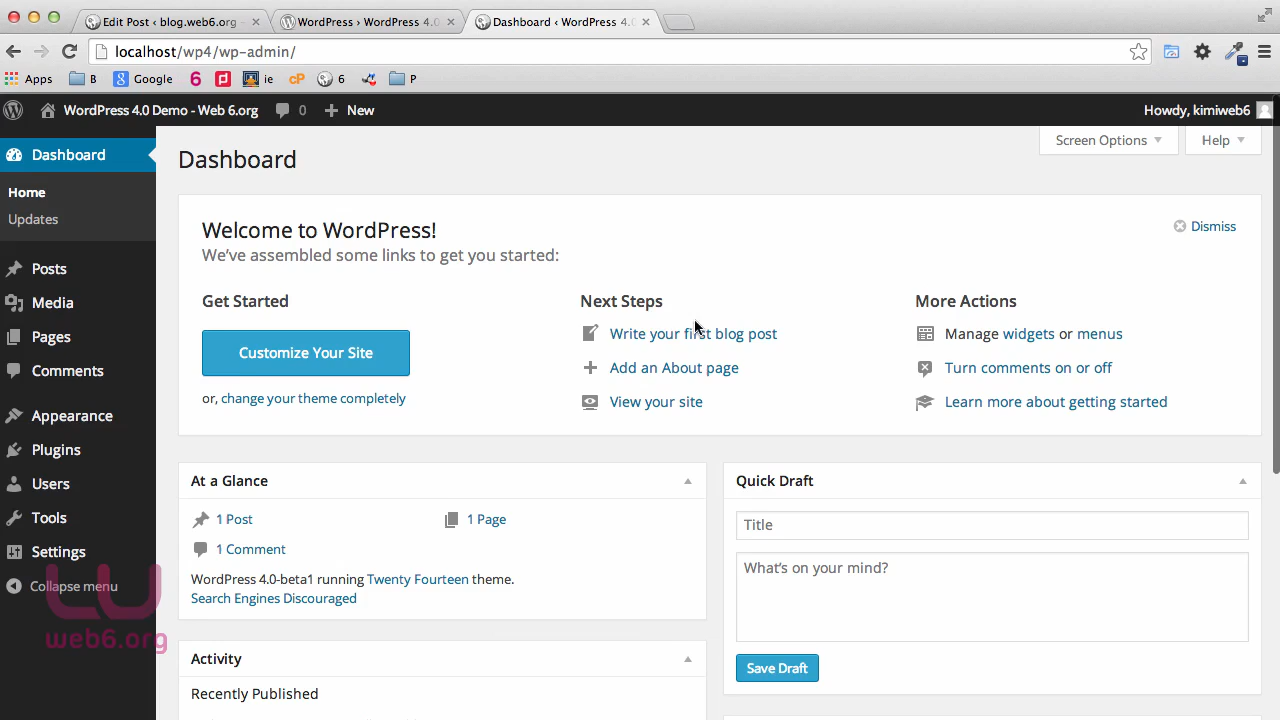 Edit Post ‹ blog.web6.org
WordPress › WordPress 4.0
Dashboard ‹ WordPress 4.0
localhost/wp4/wp-admin/
Apps
B
Google
6
ie
cP
6
P
WordPress 4.0 Demo - Web 6.org
0
New
Howdy, kimiweb6
Dashboard
Home
Updates
Posts
Media
Pages
Comments
Appearance
Plugins
Users
Tools
Settings
Collapse menu
web6.org
Screen Options
Help
Dashboard
Welcome to WordPress!
Dismiss
We've assembled some links to get you started:
Get Started
Customize Your Site
or, change your theme completely
Next Steps
Write your first blog post
Add an About page
View your site
More Actions
Manage widgets or menus
Turn comments on or off
Learn more about getting started
At a Glance
1 Post
1 Page
1 Comment
WordPress 4.0-beta1 running Twenty Fourteen theme.
Search Engines Discouraged
Activity
Recently Published
Quick Draft
Title
What's on your mind?
Save Draft